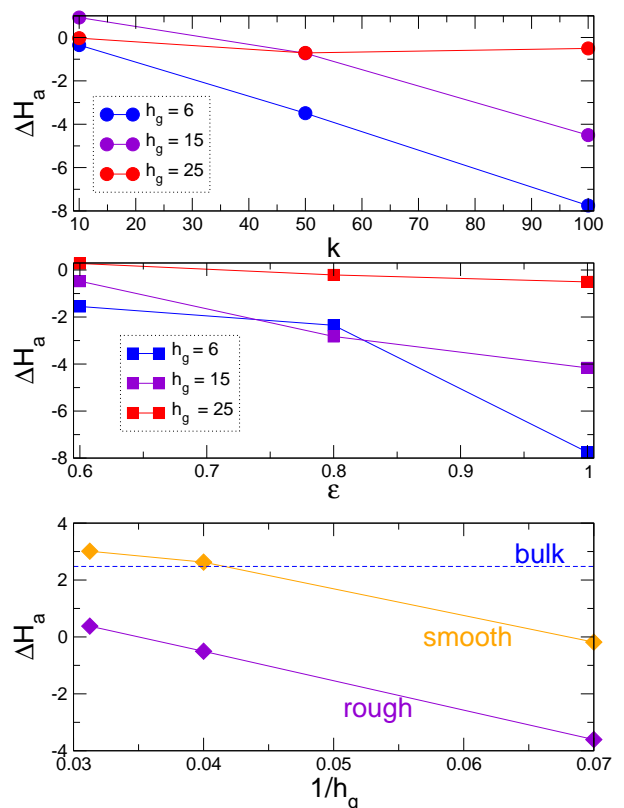 0
-2
-4
-6
-8
ΔH_a
h_g = 6
h_g = 15
h_g = 25
10 20 30 40 50 60 70 80 90 100
k
0
-2
-4
-6
-8
ΔH_a
h_g = 6
h_g = 15
h_g = 25
0.6 0.7 0.8 0.9 1
ε
4
2
0
-2
-4
ΔH_a
bulk
smooth
rough
0.03 0.04 0.05 0.06 0.07
1/h_g